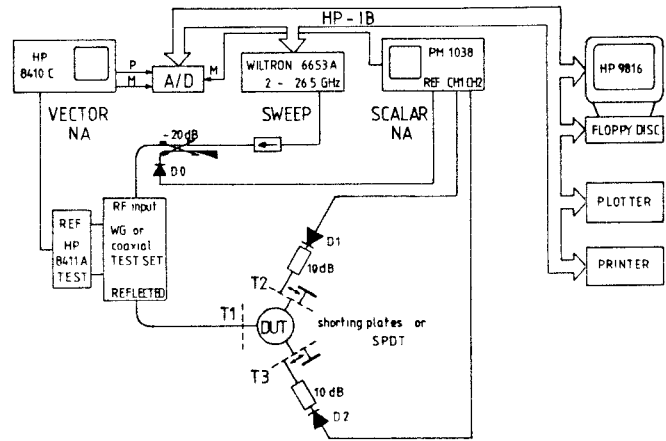 HP-IB
HP
8410 C
P
M
A/D
M
WILTRON 6653A
2 - 26.5 GHz
PM 1038
REF CH1 CH2
HP 9816
VECTOR
NA
SWEEP
SCALAR
NA
FLOPPY DISC
-20dB
D0
PLOTTER
REF
HP
8411A
TEST
RF input
WG or
coaxial
TEST SET
REFLECTED
D1
10dB
PRINTER
T2
T1
DUT
shorting plates or
SPDT
T3
10dB
D2